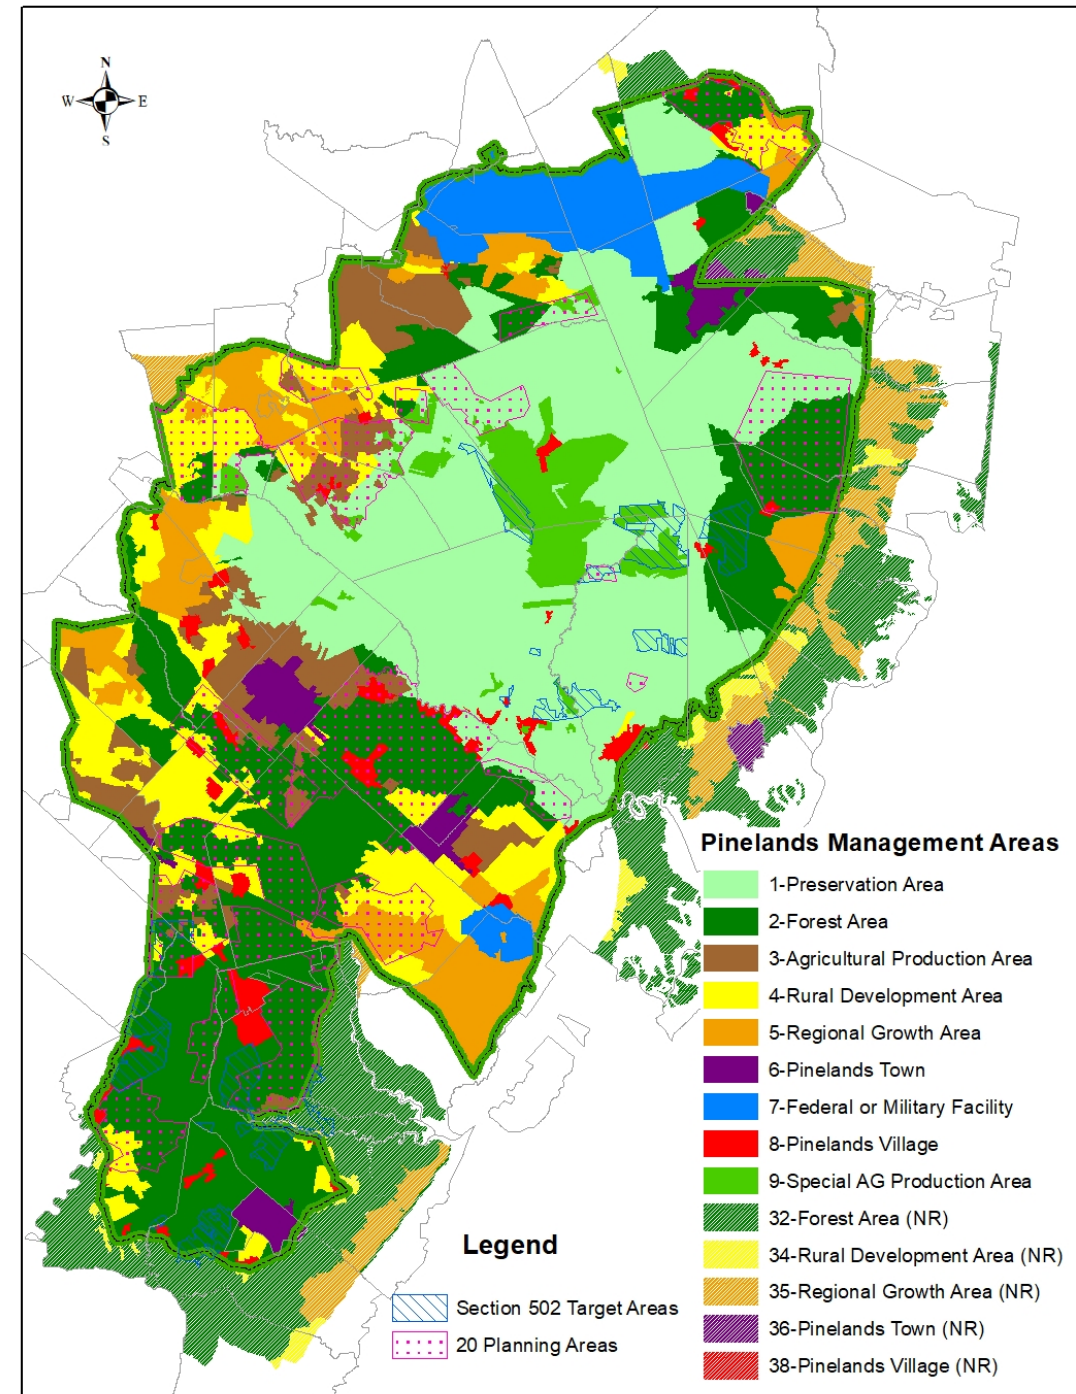 N
W E
S
Pinelands Management Areas
1-Preservation Area
2-Forest Area
3-Agricultural Production Area
4-Rural Development Area
5-Regional Growth Area
6-Pinelands Town
7-Federal or Military Facility
8-Pinelands Village
9-Special AG Production Area
32-Forest Area (NR)
34-Rural Development Area (NR)
35-Regional Growth Area (NR)
36-Pinelands Town (NR)
38-Pinelands Village (NR)
Legend
Section 502 Target Areas
20 Planning Areas